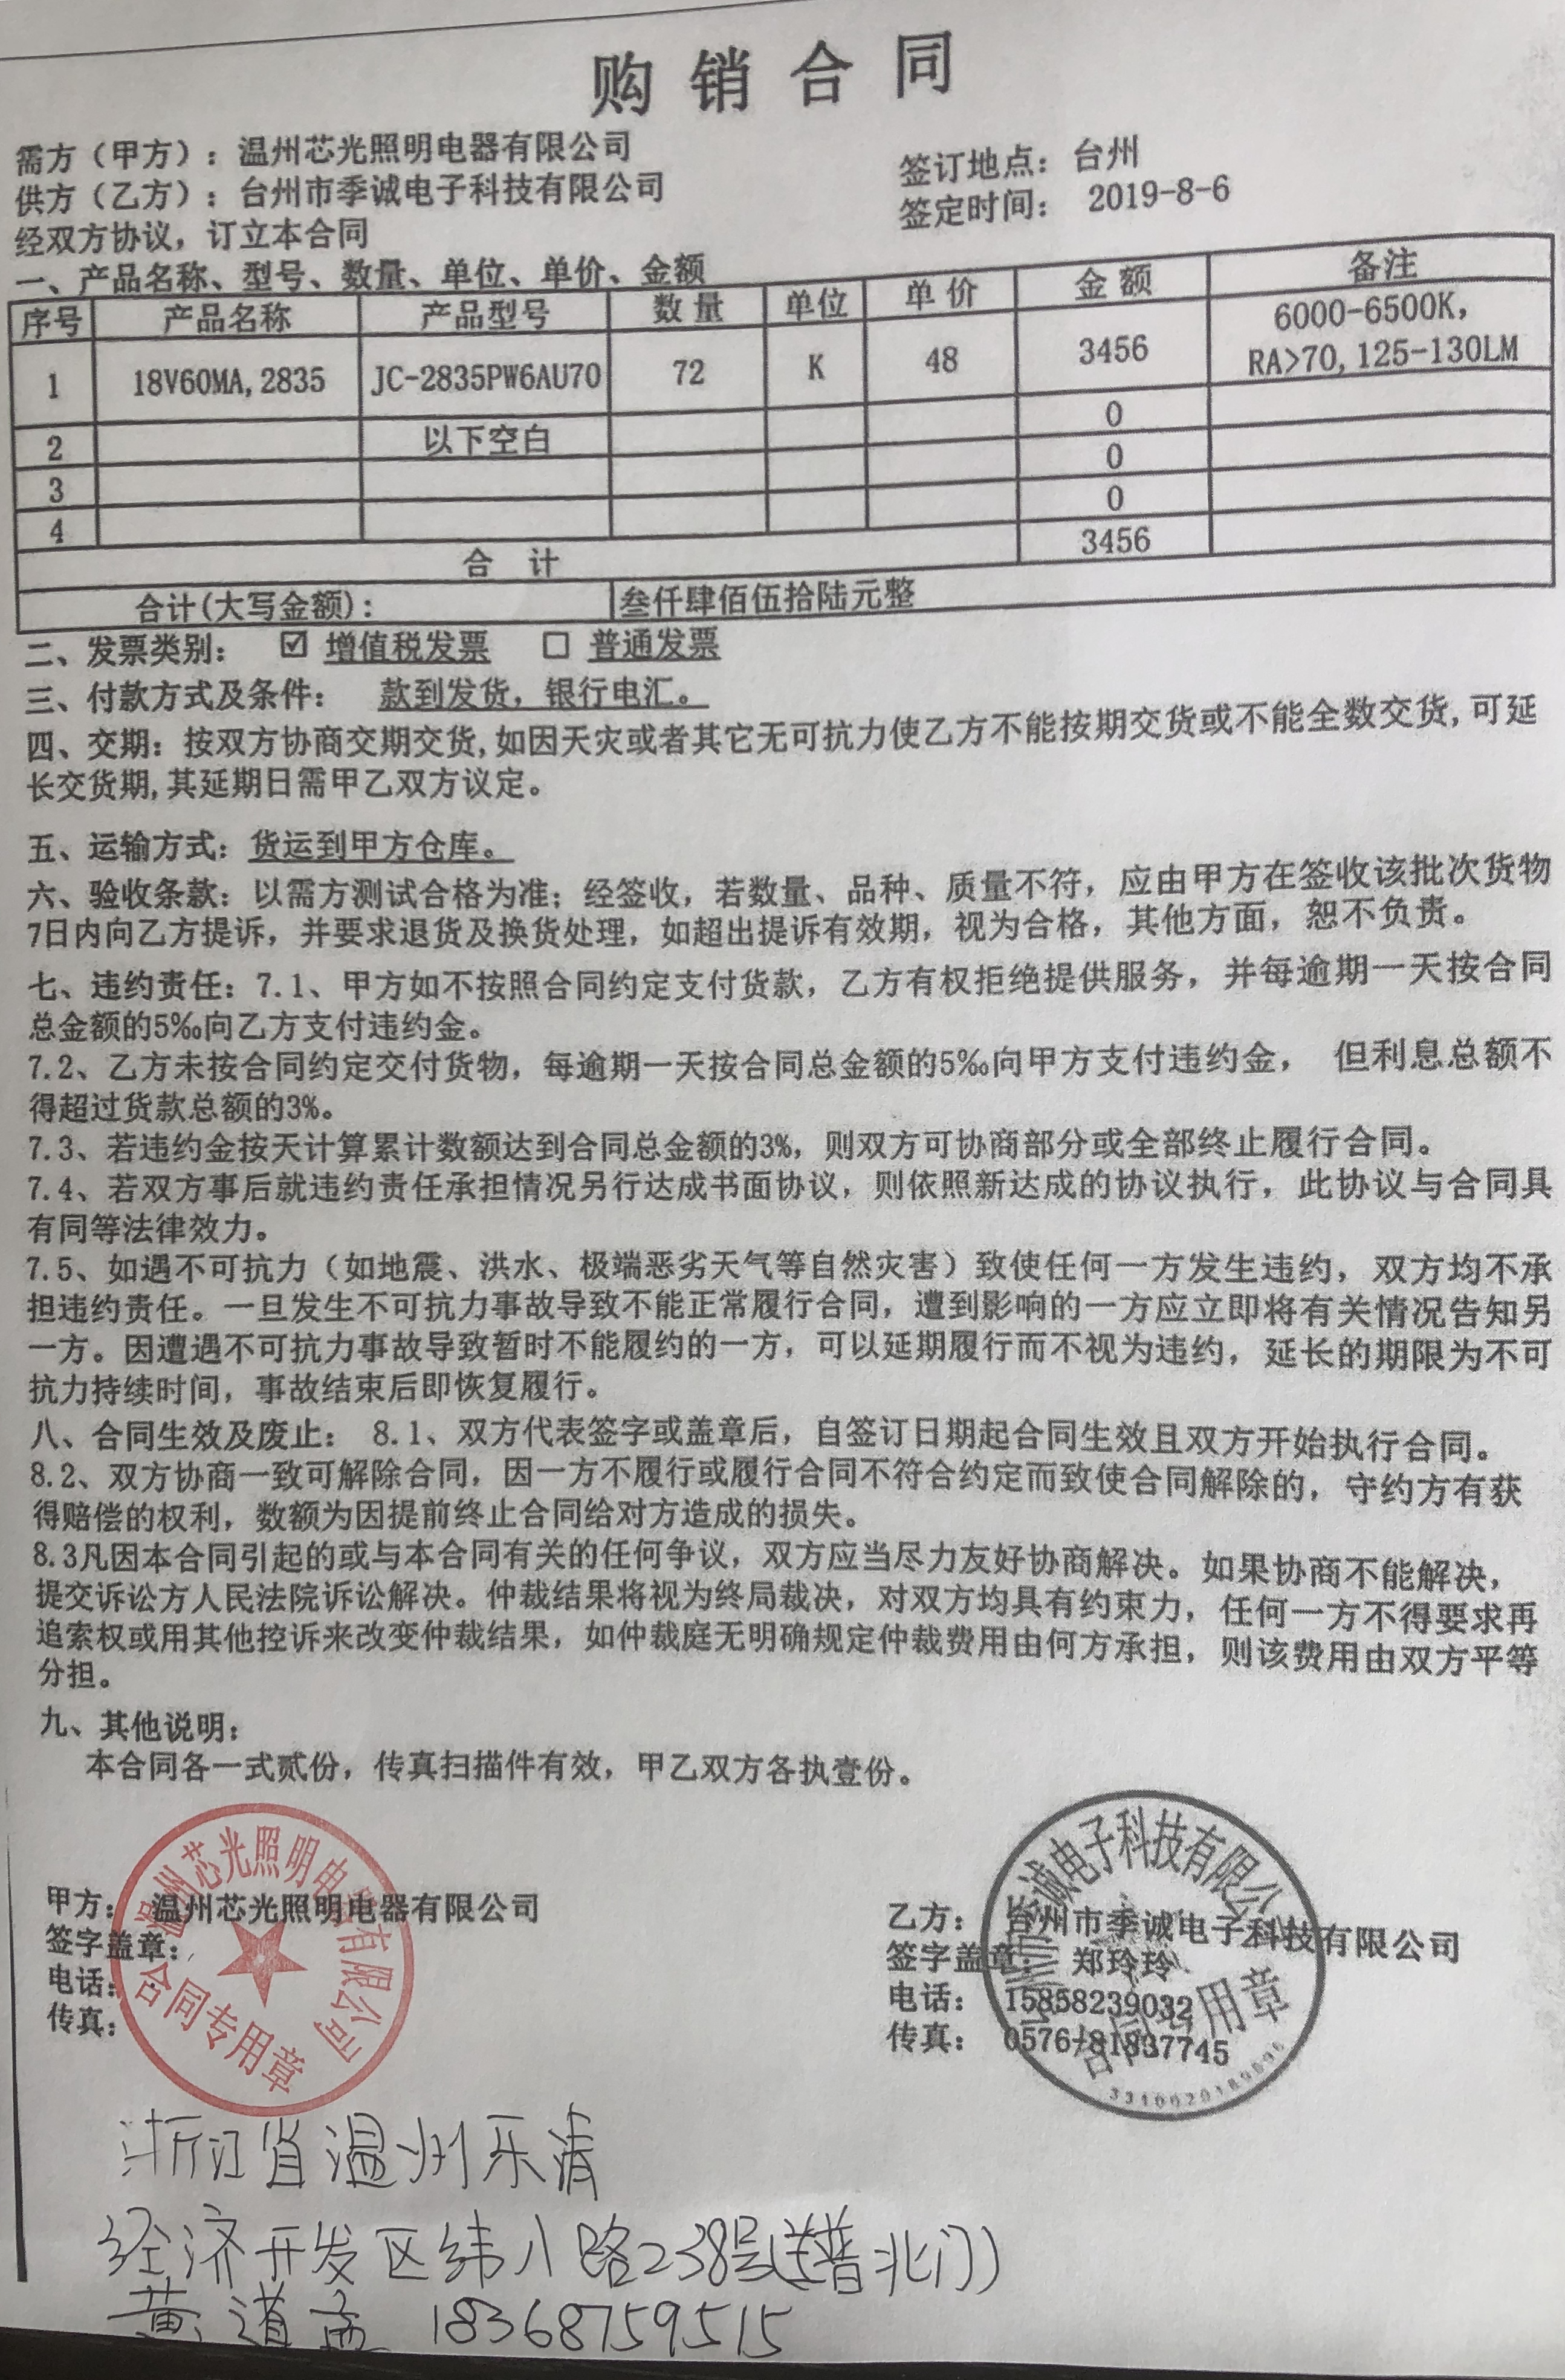 购销合同
需方（甲方）：温州芯光照明电器有限公司
签订地点：台州
供方（乙方）：台州市季诚电子科技有限公司
签定时间： 2019-8-6
经双方协议，订立本合同
一、产品名称、型号、数量、单位、单价、金额
序号 产品名称 产品型号 数量 单位 单价 金额 备注
1 18V60MA,2835 JC-2835PW6AU70 72 K 48 3456 6000-6500K，
RA>70,125-130LM
2 以下空白 0
3 0
4 0
合 计 3456
合计(大写金额)： 叁仟肆佰伍拾陆元整
二、发票类别： ☑ 增值税发票 □ 普通发票
三、付款方式及条件： 款到发货，银行电汇。
四、交期：按双方协商交期交货,如因天灾或者其它无可抗力使乙方不能按期交货或不能全数交货,可延
长交货期,其延期日需甲乙双方议定。
五、运输方式：货运到甲方仓库。
六、验收条款：以需方测试合格为准；经签收，若数量、品种、质量不符，应由甲方在签收该批次货物
7日内向乙方提诉，并要求退货及换货处理，如超出提诉有效期，视为合格，其他方面，恕不负责。
七、违约责任：7.1、甲方如不按照合同约定支付货款，乙方有权拒绝提供服务，并每逾期一天按合同
总金额的5‰向乙方支付违约金。
7.2、乙方未按合同约定交付货物，每逾期一天按合同总金额的5‰向甲方支付违约金， 但利息总额不
得超过货款总额的3%。
7.3、若违约金按天计算累计数额达到合同总金额的3%，则双方可协商部分或全部终止履行合同。
7.4、若双方事后就违约责任承担情况另行达成书面协议，则依照新达成的协议执行，此协议与合同具
有同等法律效力。
7.5、如遇不可抗力（如地震、洪水、极端恶劣天气等自然灾害）致使任何一方发生违约，双方均不承
担违约责任。一旦发生不可抗力事故导致不能正常履行合同，遭到影响的一方应立即将有关情况告知另
一方。因遭遇不可抗力事故导致暂时不能履约的一方，可以延期履行而不视为违约，延长的期限为不可
抗力持续时间，事故结束后即恢复履行。
八、合同生效及废止： 8.1、双方代表签字或盖章后，自签订日期起合同生效且双方开始执行合同。
8.2、双方协商一致可解除合同，因一方不履行或履行合同不符合约定而致使合同解除的，守约方有获
得赔偿的权利，数额为因提前终止合同给对方造成的损失。
8.3凡因本合同引起的或与本合同有关的任何争议，双方应当尽力友好协商解决。如果协商不能解决，
提交诉讼方人民法院诉讼解决。仲裁结果将视为终局裁决，对双方均具有约束力，任何一方不得要求再
追索权或用其他控诉来改变仲裁结果，如仲裁庭无明确规定仲裁费用由何方承担，则该费用由双方平等
分担。
九、其他说明：
本合同各一式贰份，传真扫描件有效，甲乙双方各执壹份。
甲方： 温州芯光照明电器有限公司
签字盖章：
电话：
传真：
温州芯光照明电器有限公司
合同专用章
乙方： 台州市季诚电子科技有限公司
签字盖章： 郑玲玲
电话： 15858239032
传真： 0576-81837745
台州市季诚电子科技有限公司
合同专用章
浙江省温州乐清
经济开发区纬八路238号(送普北门)
黄道孟 18368759515